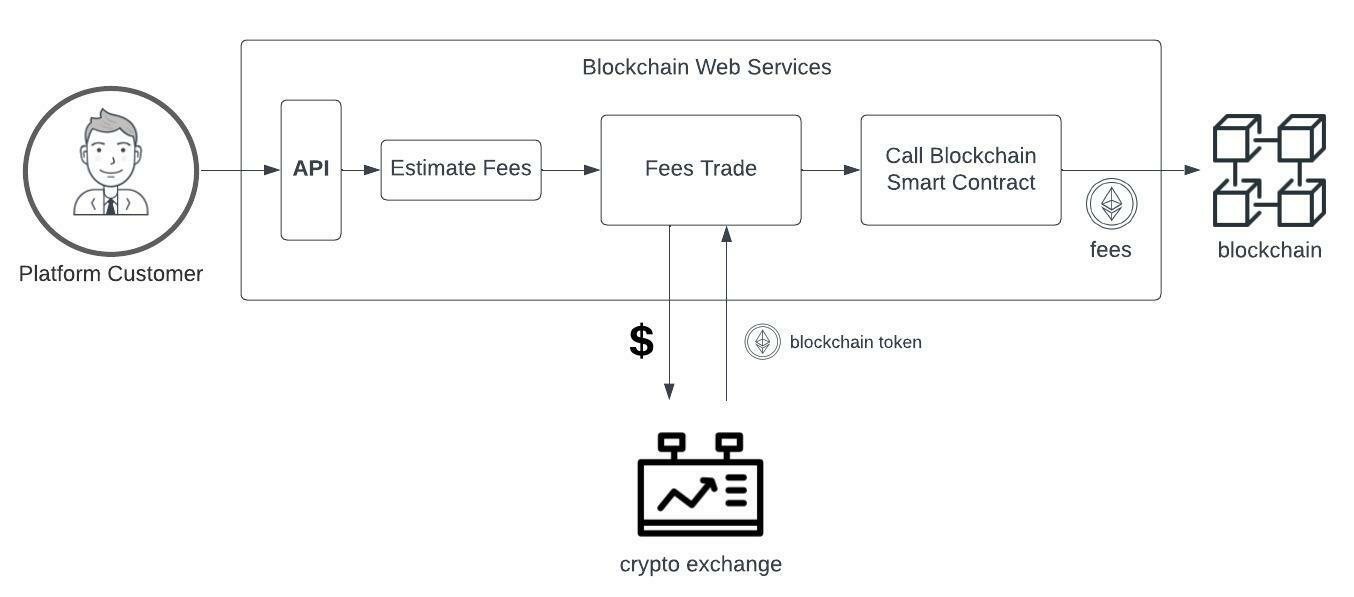 Blockchain Web Services
API
Estimate Fees
Fees Trade
Call Blockchain
Smart Contract
fees
blockchain
Platform Customer
$
blockchain token
crypto exchange